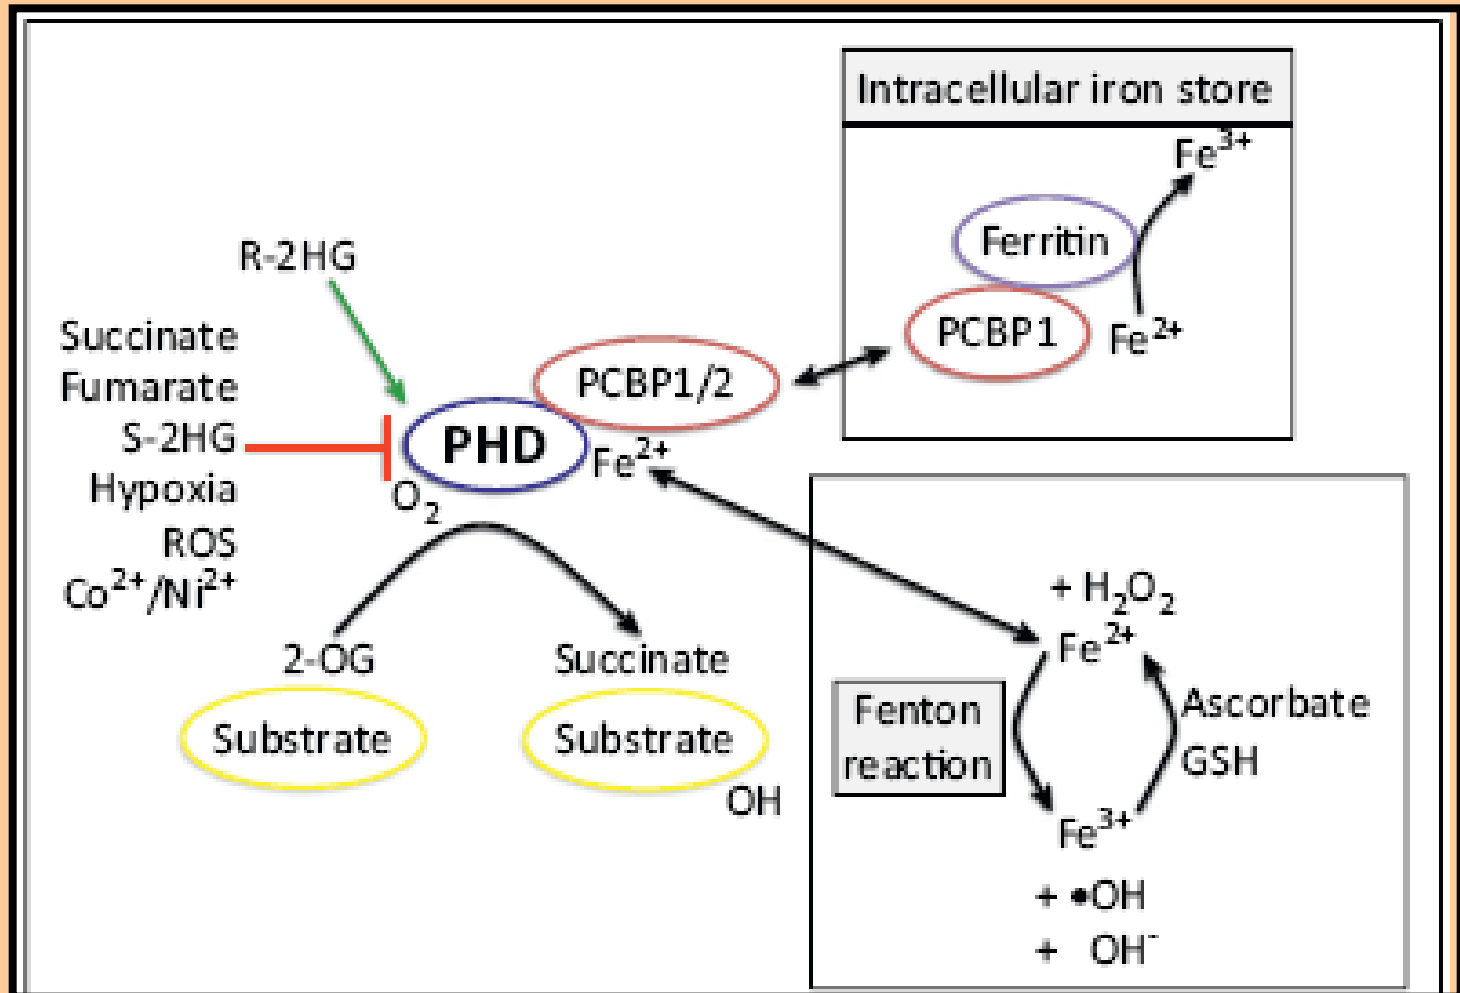 Intracellular iron store
Fe³⁺
Ferritin
PCBP1
Fe²⁺
R-2HG
Succinate
Fumarate
S-2HG
Hypoxia
ROS
Co²⁺/Ni²⁺
PCBP1/2
PHD
Fe²⁺
O₂
2-OG
Succinate
Substrate
Substrate
OH
+ H₂O₂
Fe²⁺
Fenton
reaction
Ascorbate
GSH
Fe³⁺
+ •OH
+ OH⁻